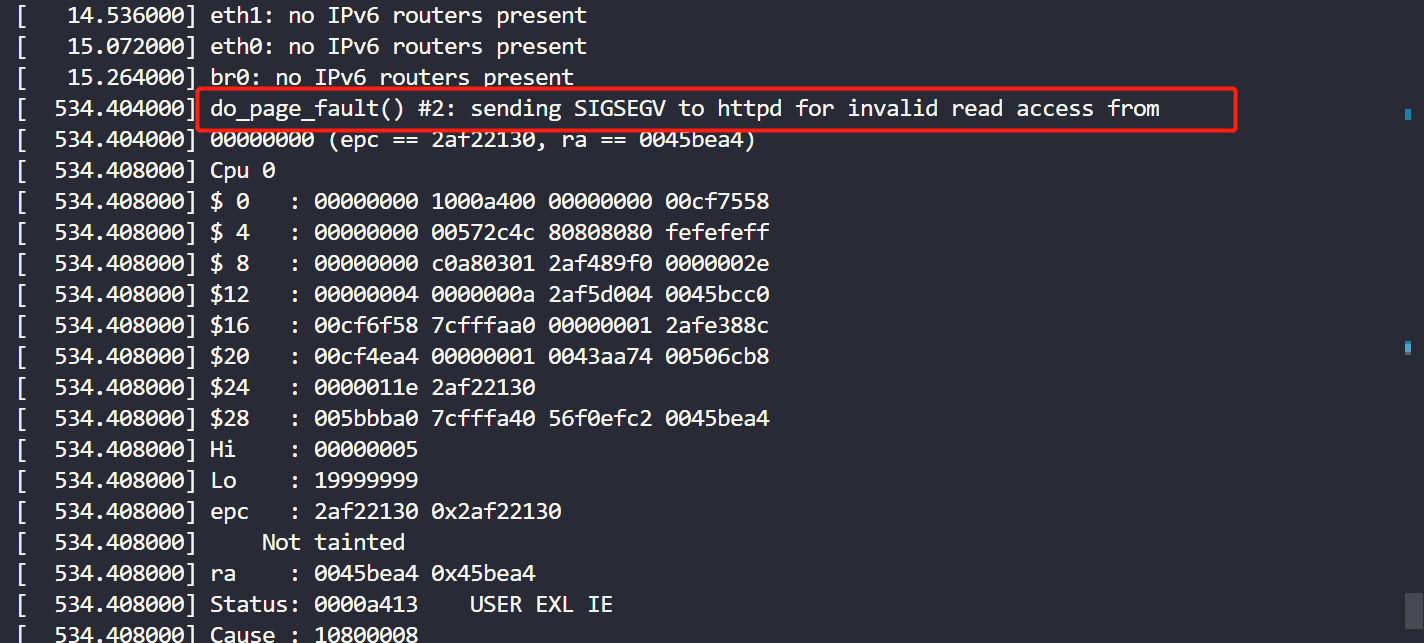 [   14.536000] eth1: no IPv6 routers present
[   15.072000] eth0: no IPv6 routers present
[   15.264000] br0: no IPv6 routers present
[  534.404000] do_page_fault() #2: sending SIGSEGV to httpd for invalid read access from
[  534.404000] 00000000 (epc == 2af22130, ra == 0045bea4)
[  534.408000] Cpu 0
[  534.408000] $ 0   : 00000000 1000a400 00000000 00cf7558
[  534.408000] $ 4   : 00000000 00572c4c 80808080 fefefeff
[  534.408000] $ 8   : 00000000 c0a80301 2af489f0 0000002e
[  534.408000] $12   : 00000004 0000000a 2af5d004 0045bcc0
[  534.408000] $16   : 00cf6f58 7cfffaa0 00000001 2afe388c
[  534.408000] $20   : 00cf4ea4 00000001 0043aa74 00506cb8
[  534.408000] $24   : 0000011e 2af22130
[  534.408000] $28   : 005bbba0 7cfffa40 56f0efc2 0045bea4
[  534.408000] Hi    : 00000005
[  534.408000] Lo    : 19999999
[  534.408000] epc   : 2af22130 0x2af22130
[  534.408000]     Not tainted
[  534.408000] ra    : 0045bea4 0x45bea4
[  534.408000] Status: 0000a413    USER EXL IE
[  534.408000] Cause : 10800008